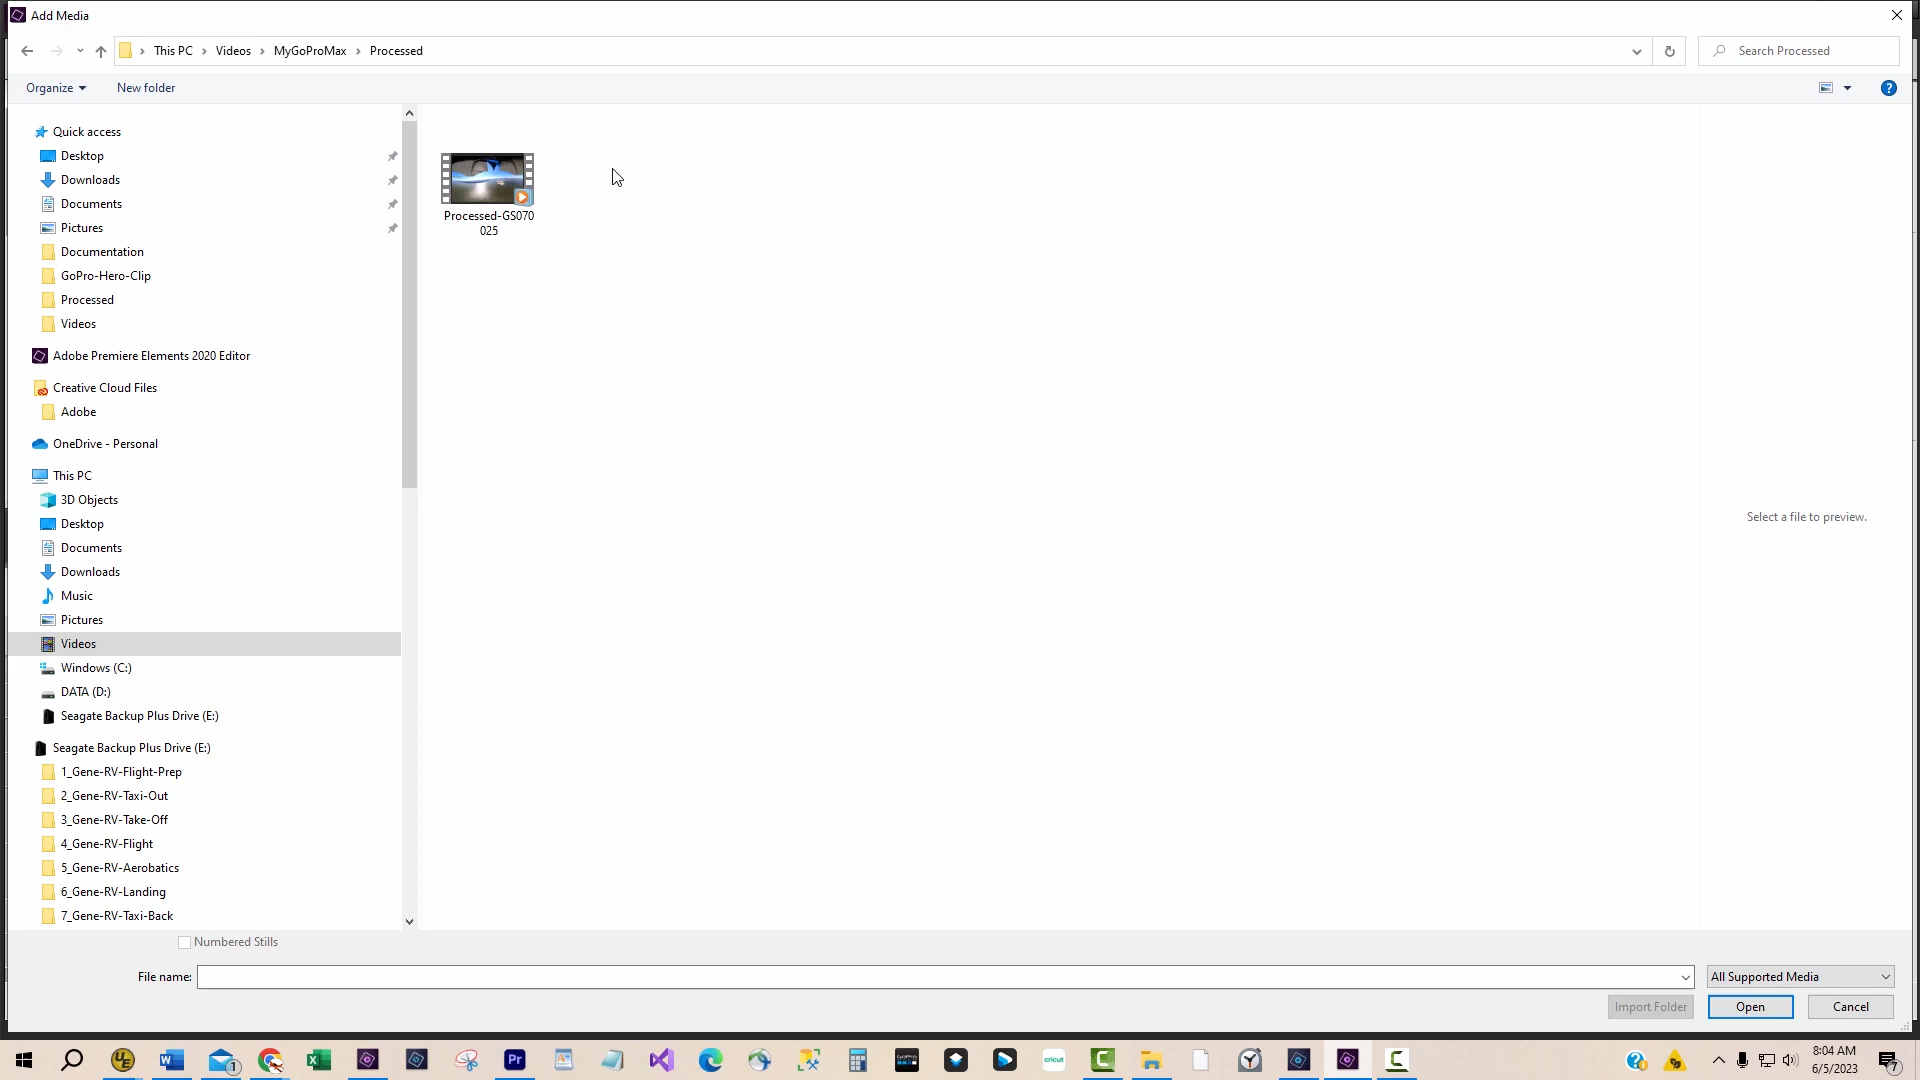 Add Media
This PC
Videos
MyGoProMax
Processed
Search Processed
Organize
New folder
?
Quick access
Desktop
Downloads
Documents
Pictures
Documentation
GoPro-Hero-Clip
Processed
Videos
Adobe Premiere Elements 2020 Editor
Creative Cloud Files
Adobe
OneDrive - Personal
This PC
3D Objects
Desktop
Documents
Downloads
Music
Pictures
Videos
Windows (C:)
DATA (D:)
Seagate Backup Plus Drive (E:)
Seagate Backup Plus Drive (E:)
1_Gene-RV-Flight-Prep
2_Gene-RV-Taxi-Out
3_Gene-RV-Take-Off
4_Gene-RV-Flight
5_Gene-RV-Aerobatics
6_Gene-RV-Landing
7_Gene-RV-Taxi-Back
Processed-GS070
025
Select a file to preview.
Numbered Stills
File name:
All Supported Media
Import Folder
Open
Cancel
UE
W
1
X
Pr
cricut
C
C
?
8:04 AM
6/5/2023
7